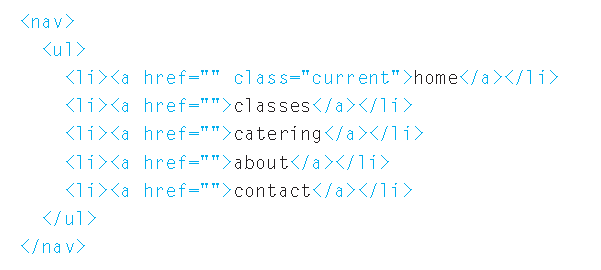 <nav>
<ul>
<li><a href="" class="current">home</a></li>
<li><a href="">classes</a></li>
<li><a href="">catering</a></li>
<li><a href="">about</a></li>
<li><a href="">contact</a></li>
</ul>
</nav>